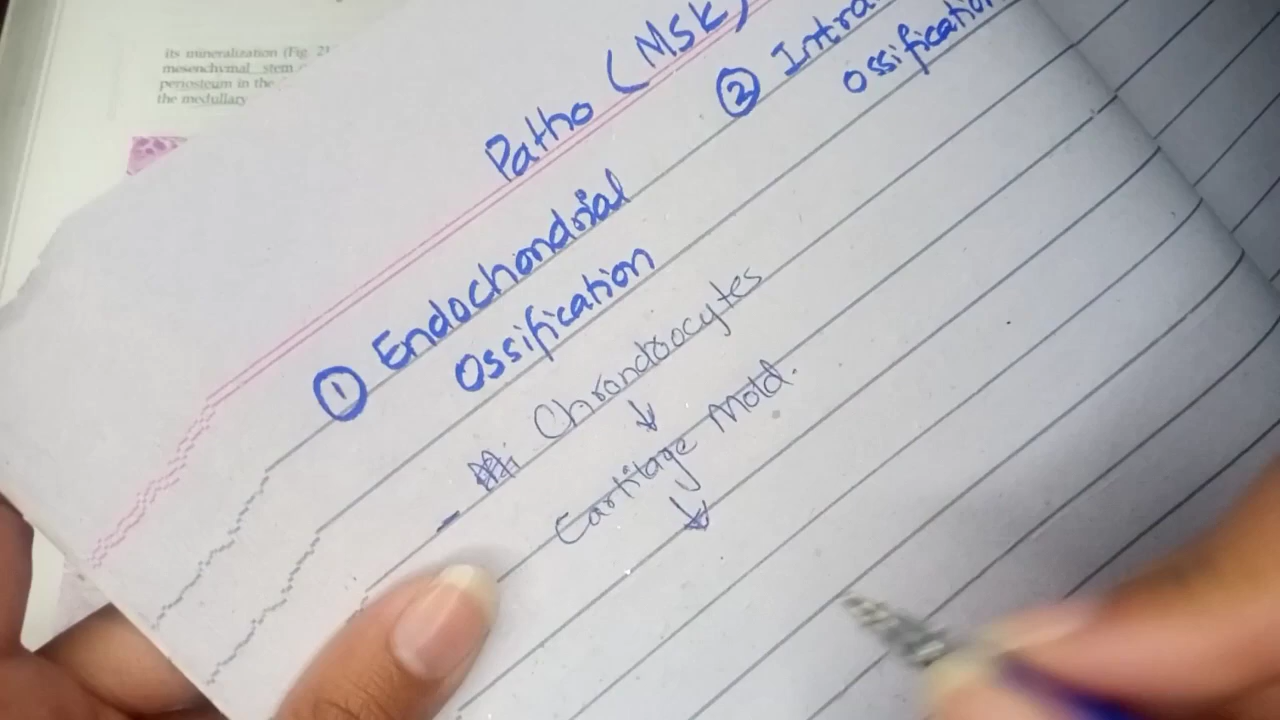 its mineralization (Fig. 21
mesenchymal stem
periosteum in the
the medullary
Patho (Msk)
① Endochondrial
Ossification
② Intra
Ossification
Chrondrocytes
↓
Cartilage Mold.
↓